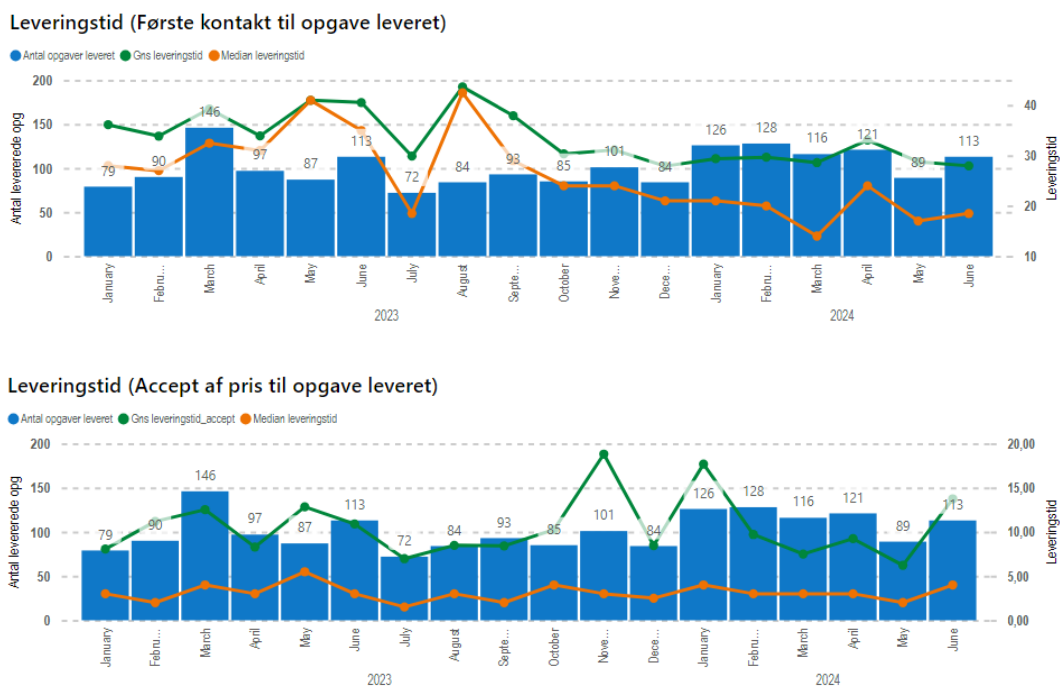 Leveringstid (Første kontakt til opgave leveret)
Antal opgaver leveret Gns leveringstid Median leveringstid
Antal leverede opg
200
150
100
50
0
79 90 146 97 87 113 72 84 93 85 101 84 126 128 116 121 89 113
40
30
20
10
Leveringstid
January Febru... March April May June July August Septe... October Nove... Dece... January Febru... March April May June
2023 2024
Leveringstid (Accept af pris til opgave leveret)
Antal opgaver leveret Gns leveringstid_accept Median leveringstid
Antal leverede opg
200
150
100
50
0
79 90 146 97 87 113 72 84 93 85 101 84 126 128 116 121 89 113
20,00
15,00
10,00
5,00
0,00
Leveringstid
January Febru... March April May June July August Septe... October Nove... Dece... January Febru... March April May June
2023 2024